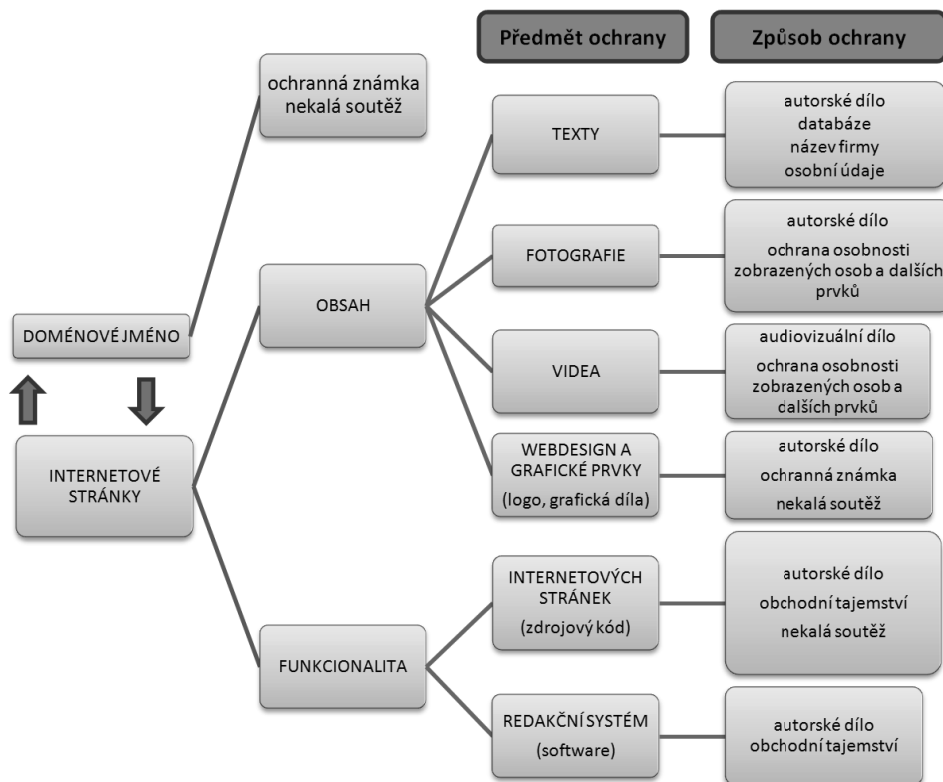 Předmět ochrany
Způsob ochrany
ochranná známka
nekalá soutěž
TEXTY
autorské dílo
databáze
název firmy
osobní údaje
FOTOGRAFIE
autorské dílo
ochrana osobnosti
zobrazených osob a dalších
prvků
OBSAH
DOMÉNOVÉ JMÉNO
VIDEA
audiovizuální dílo
ochrana osobnosti
zobrazených osob a
dalších prvků
INTERNETOVÉ
STRÁNKY
WEBDESIGN A
GRAFICKÉ PRVKY
(logo, grafická díla)
autorské dílo
ochranná známka
nekalá soutěž
INTERNETOVÝCH
STRÁNEK
(zdrojový kód)
autorské dílo
obchodní tajemství
nekalá soutěž
FUNKCIONALITA
REDAKČNÍ SYSTÉM
(software)
autorské dílo
obchodní tajemství